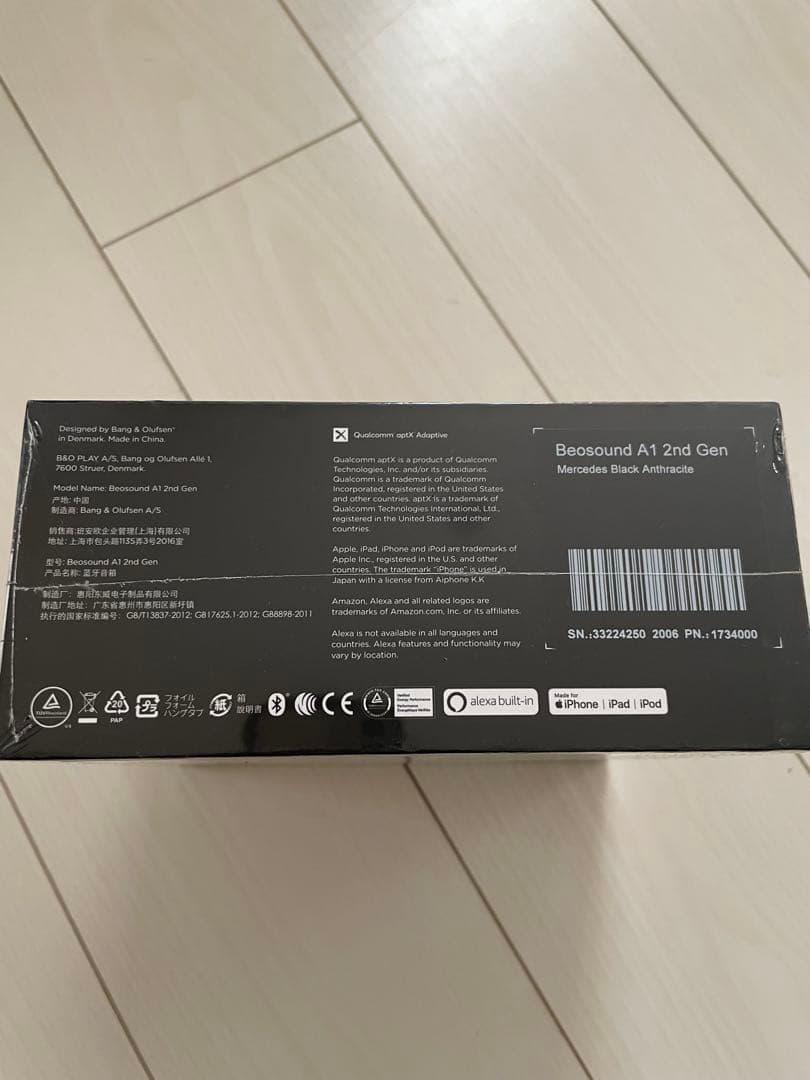 Designed by Bang & Olufsen®
in Denmark. Made in China.
B&O PLAY A/S, Bang og Olufsen Allé 1,
7600 Struer, Denmark.
Model Name: Beosound A1 2nd Gen
产地: 中国
制造商: Bang & Olufsen A/S
销售商: 班安欧企业管理(上海)有限公司
地址: 上海市包头路1135弄3号2016室
型号: Beosound A1 2nd Gen
产品名称: 蓝牙音箱
制造厂: 惠阳东威电子制品有限公司
制造厂地址: 广东省惠州市惠阳区新圩镇
执行的国家标准编号: GB/T13837-2012; GB17625.1-2012; GB8898-2011
Qualcomm aptX Adaptive
Qualcomm aptX is a product of Qualcomm
Technologies, Inc. and/or its subsidiaries.
Qualcomm is a trademark of Qualcomm
Incorporated, registered in the United States
and other countries. aptX is a trademark of
Qualcomm Technologies International, Ltd.,
registered in the United States and other
countries.
Apple, iPad, iPhone and iPod are trademarks of
Apple Inc., registered in the U.S. and other
countries. The trademark "iPhone" is used in
Japan with a license from Aiphone K.K
Amazon, Alexa and all related logos are
trademarks of Amazon.com, Inc. or its affiliates.
Alexa is not available in all languages and
countries. Alexa features and functionality may
vary by location.
Beosound A1 2nd Gen
Mercedes Black Anthracite
SN.:33224250 2006 PN.:1734000
TÜVRheinland
US
20
PAP
プラ
フォイル
フォーム
ハングタブ
紙
箱
説明書
CE
Verified
Energy Performance
Performance
Énergétique Vérifiée
alexa built-in
Made for
iPhone | iPad | iPod